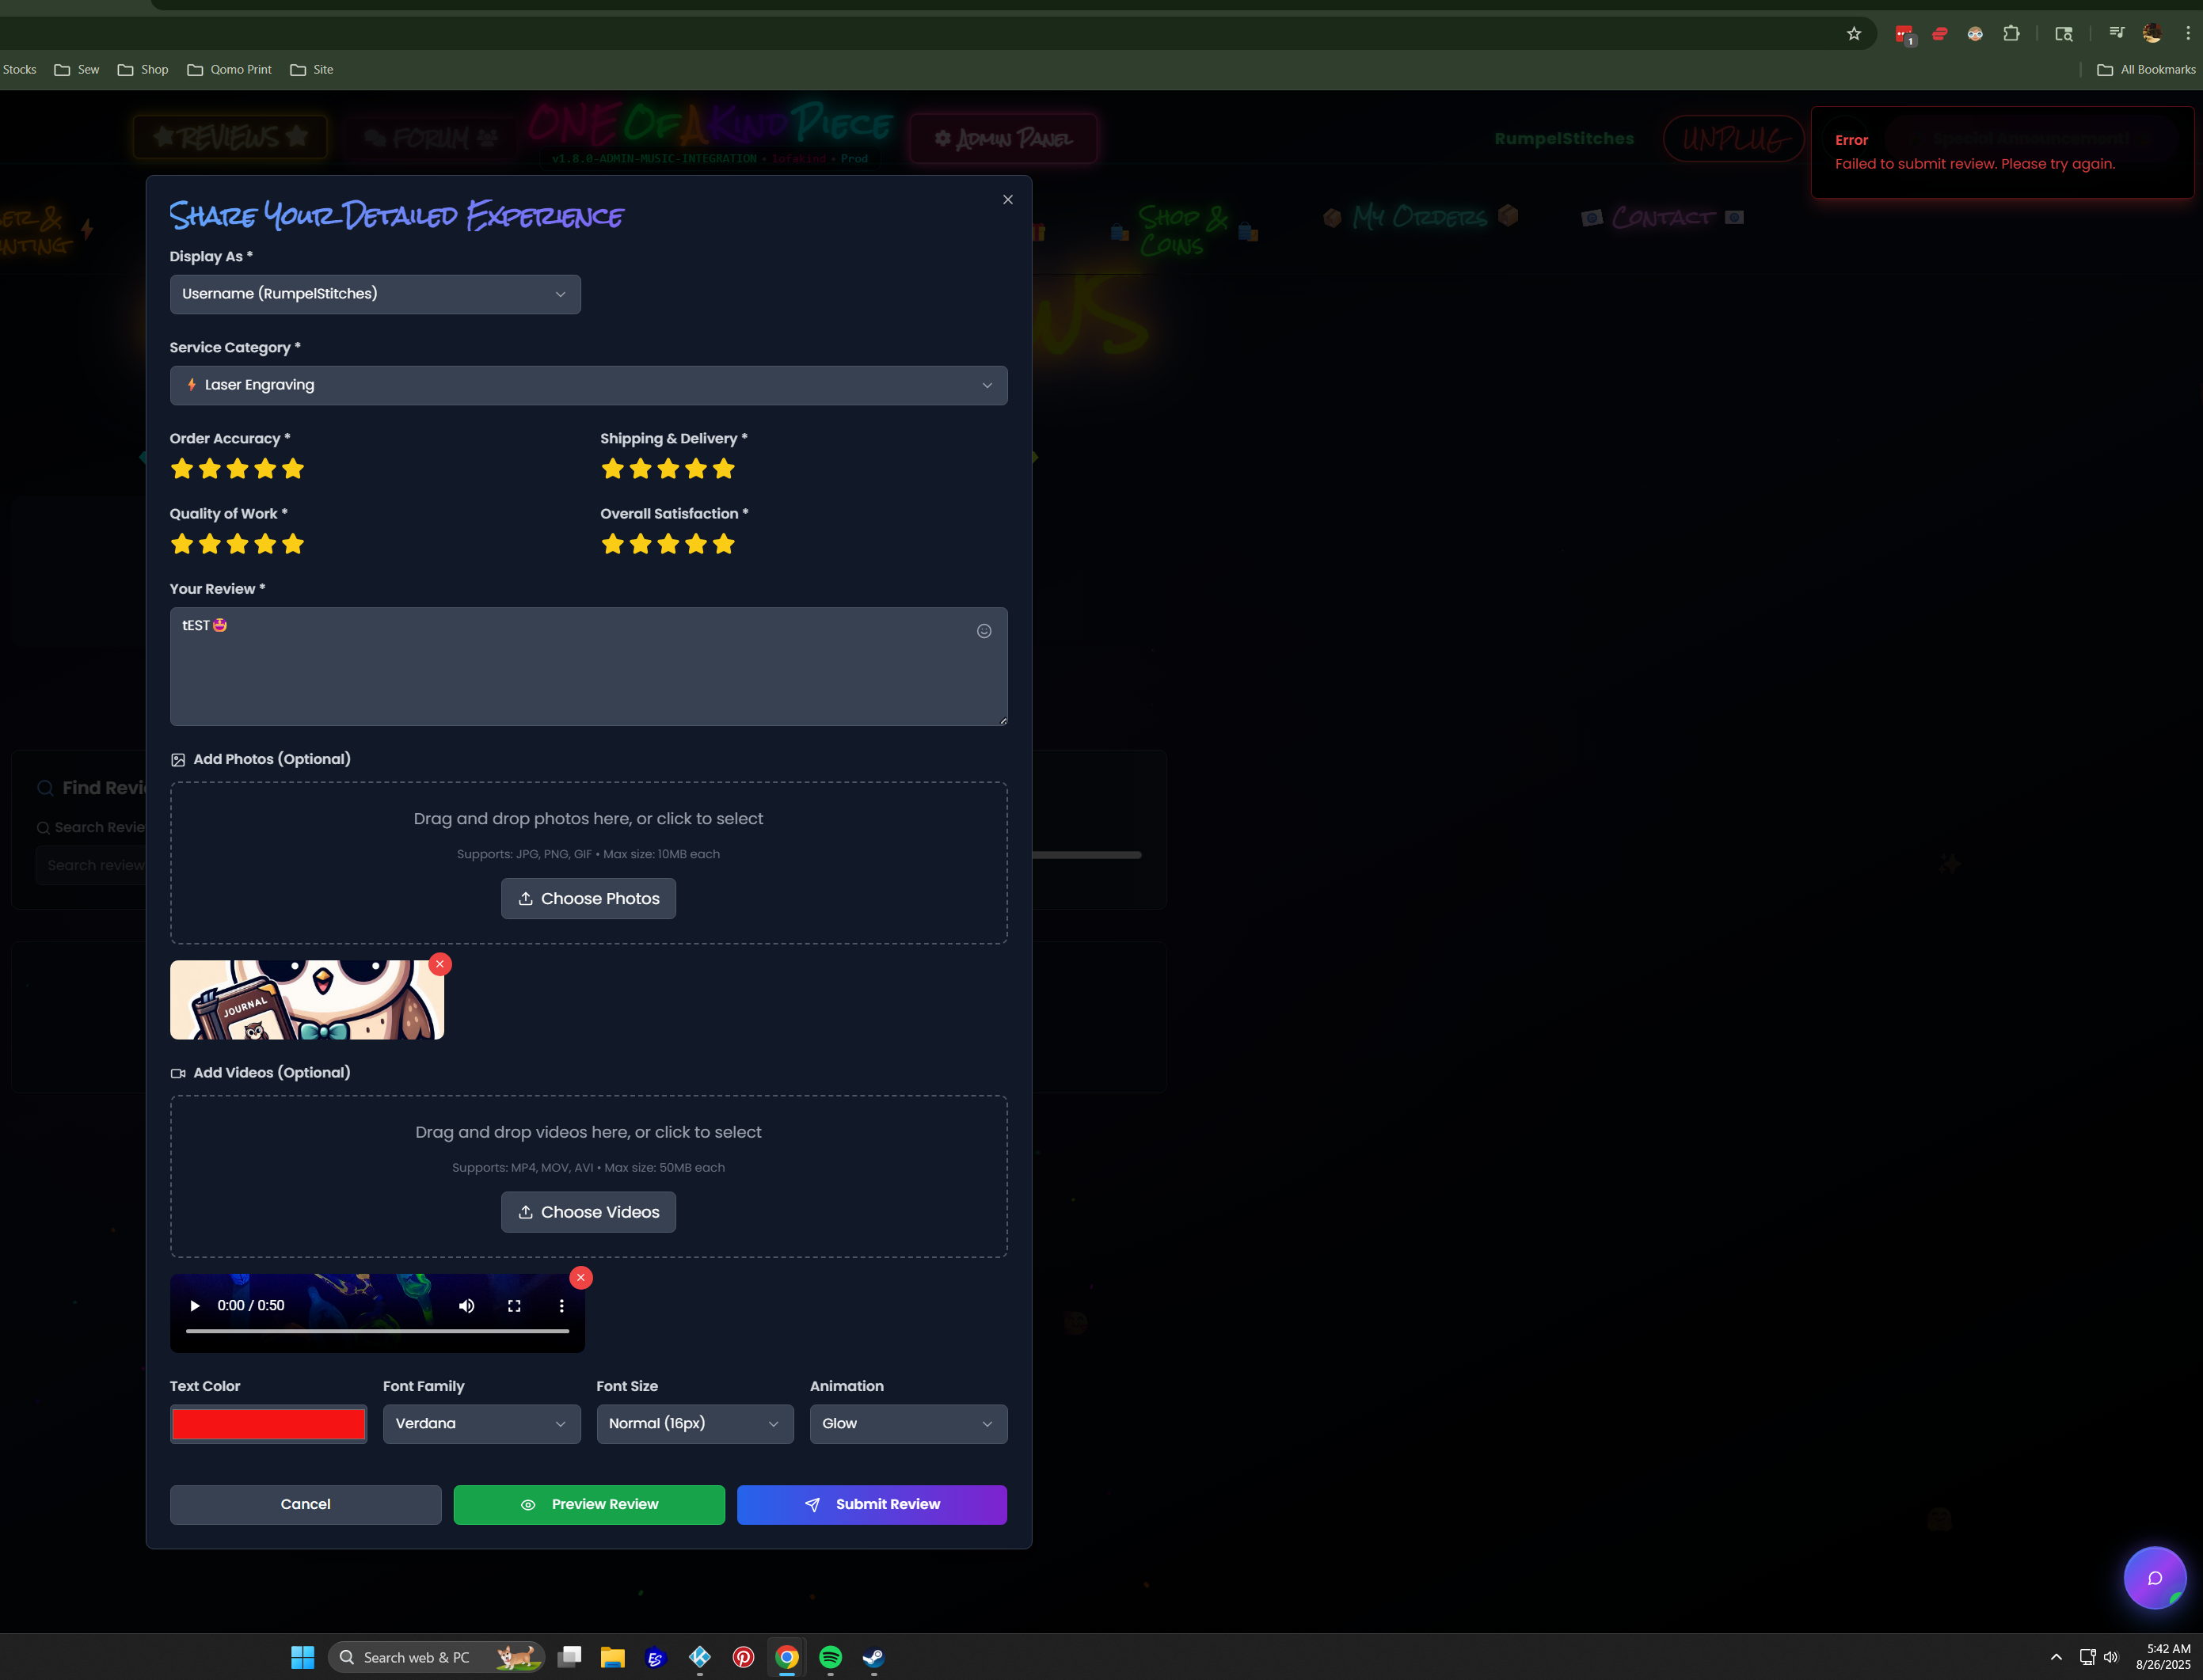 Stocks Sew Shop Qomo Print Site All Bookmarks
1
REVIEWS FORUM ONE Of A Kind Piece Admin Panel RumpelStitches UNPLUG
v1.8.0-ADMIN-MUSIC-INTEGRATION • 1ofakind • Prod
Special Announcement!
Error
Failed to submit review. Please try again.
Shop & Coins My Orders Contact
Share Your Detailed Experience
Display As *
Username (RumpelStitches)
Service Category *
Laser Engraving
Order Accuracy * Shipping & Delivery *
Quality of Work * Overall Satisfaction *
Your Review *
tEST🤩
Add Photos (Optional)
Find Revi
Drag and drop photos here, or click to select
Search Revie
Supports: JPG, PNG, GIF • Max size: 10MB each
Search review
Choose Photos
JOURNAL
Add Videos (Optional)
Drag and drop videos here, or click to select
Supports: MP4, MOV, AVI • Max size: 50MB each
Choose Videos
0:00 / 0:50
Text Color Font Family Font Size Animation
Verdana Normal (16px) Glow
Cancel Preview Review Submit Review
Search web & PC
ES
5:42 AM
8/26/2025